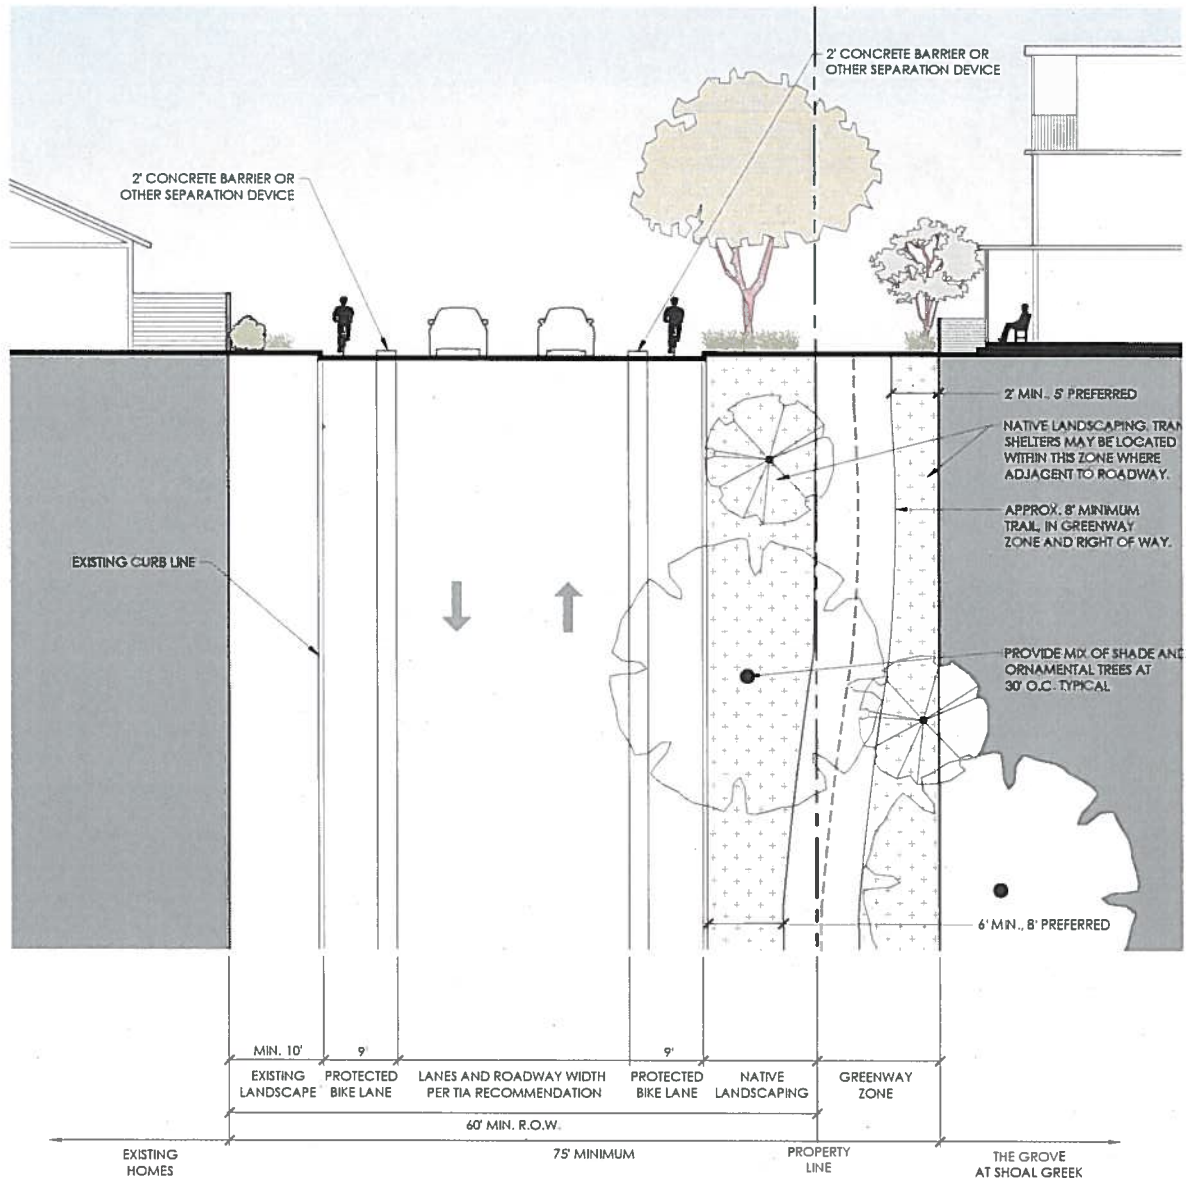 2' CONCRETE BARRIER OR
OTHER SEPARATION DEVICE
2' CONCRETE BARRIER OR
OTHER SEPARATION DEVICE
2' MIN., 5' PREFERRED
NATIVE LANDSCAPING. TRAN
SHELTERS MAY BE LOCATED
WITHIN THIS ZONE WHERE
ADJAGENT TO ROADWAY.
APPROX. 8' MINIMUM
TRAIL, IN GREENWAY
ZONE AND RIGHT OF WAY.
EXISTING CURB LINE
PROVIDE MIX OF SHADE AND
ORNAMENTAL TREES AT
30' O.C. TYPICAL
6' MIN., 8' PREFERRED
MIN. 10'
9'
9'
EXISTING
LANDSCAPE
PROTECTED
BIKE LANE
LANES AND ROADWAY WIDTH
PER TIA RECOMMENDATION
PROTECTED
BIKE LANE
NATIVE
LANDSCAPING
GREENWAY
ZONE
60' MIN. R.O.W.
75' MINIMUM
EXISTING
HOMES
PROPERTY
LINE
THE GROVE
AT SHOAL GREEK